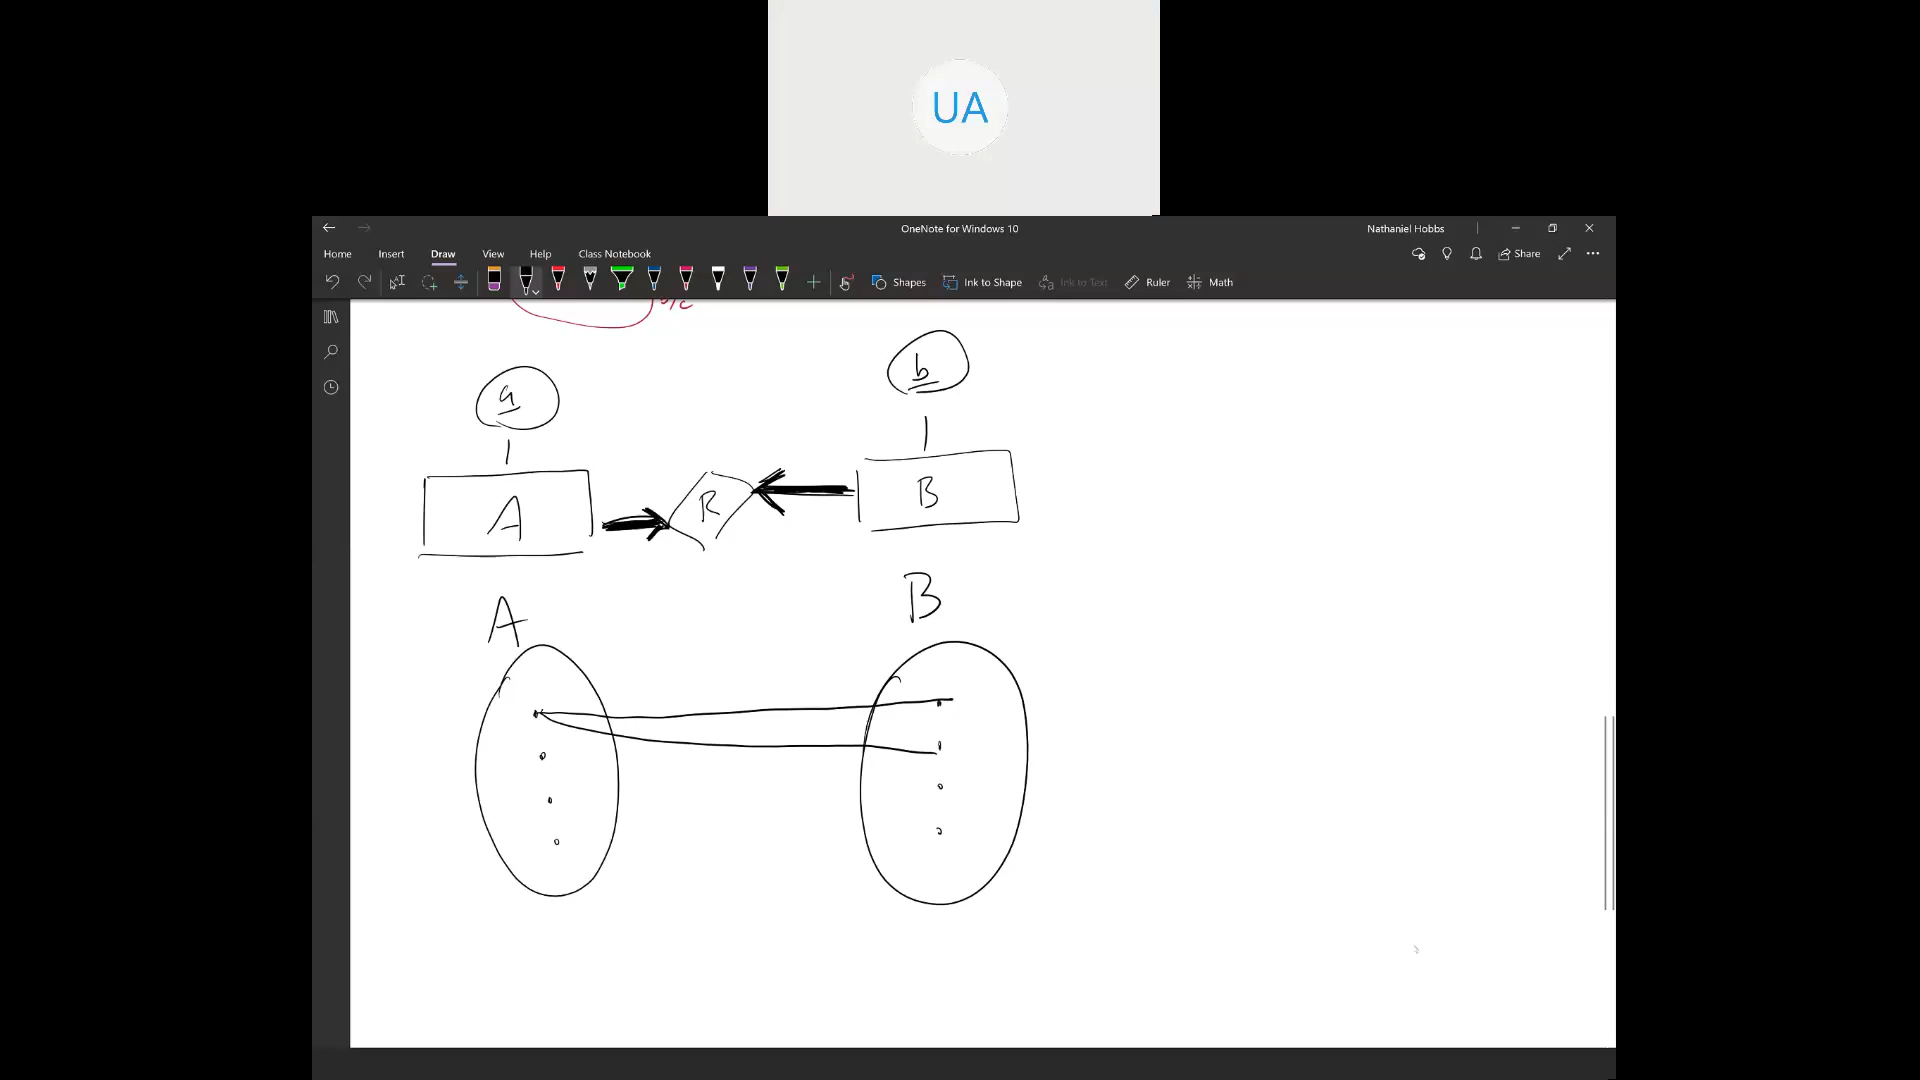 UA
OneNote for Windows 10
Nathaniel Hobbs
Home Insert Draw View Help Class Notebook
Share
Shapes Ink to Shape Ink to Text Ruler Math
b
a
A R B
A B